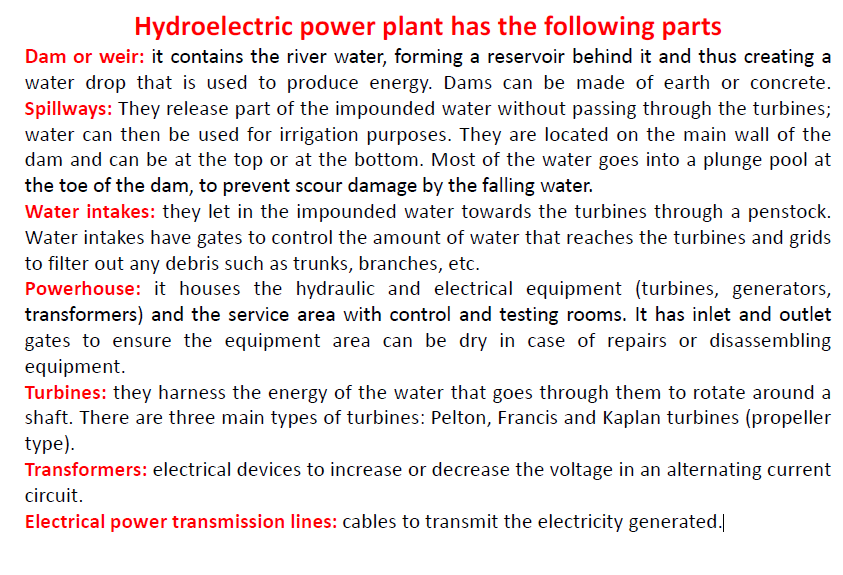 Hydroelectric power plant has the following parts
Dam or weir: it contains the river water, forming a reservoir behind it and thus creating a
water drop that is used to produce energy. Dams can be made of earth or concrete.
Spillways: They release part of the impounded water without passing through the turbines;
water can then be used for irrigation purposes. They are located on the main wall of the
dam and can be at the top or at the bottom. Most of the water goes into a plunge pool at
the toe of the dam, to prevent scour damage by the falling water.
Water intakes: they let in the impounded water towards the turbines through a penstock.
Water intakes have gates to control the amount of water that reaches the turbines and grids
to filter out any debris such as trunks, branches, etc.
Powerhouse: it houses the hydraulic and electrical equipment (turbines, generators,
transformers) and the service area with control and testing rooms. It has inlet and outlet
gates to ensure the equipment area can be dry in case of repairs or disassembling
equipment.
Turbines: they harness the energy of the water that goes through them to rotate around a
shaft. There are three main types of turbines: Pelton, Francis and Kaplan turbines (propeller
type).
Transformers: electrical devices to increase or decrease the voltage in an alternating current
circuit.
Electrical power transmission lines: cables to transmit the electricity generated.